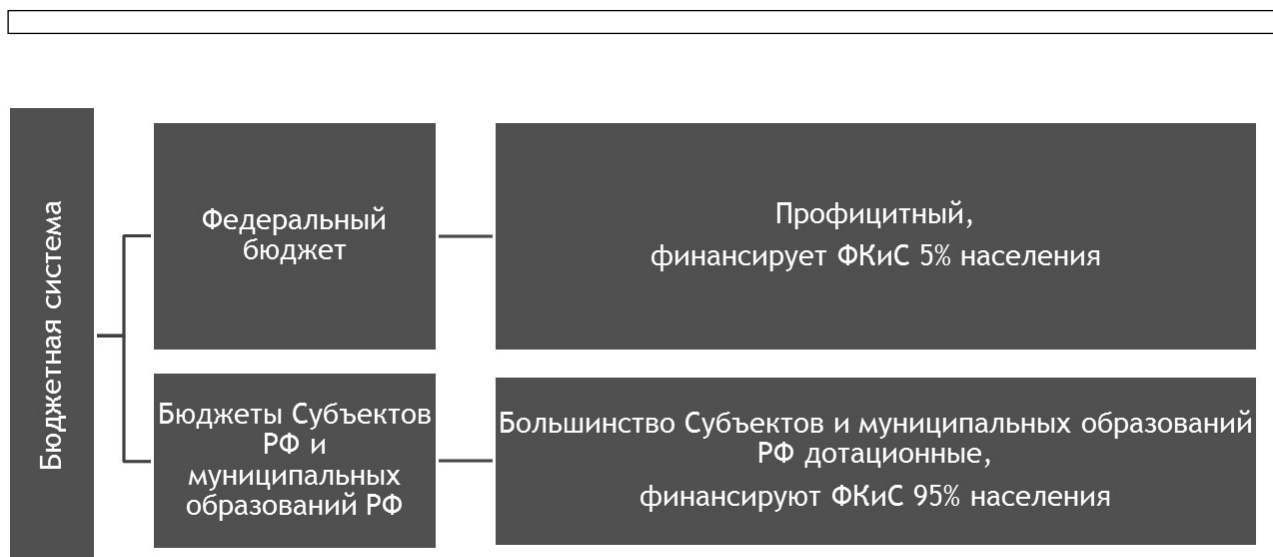 Бюджетная система
Федеральный
бюджет
Профицитный,
финансирует ФКиС 5% населения
Бюджеты Субъектов
РФ и
муниципальных
образований РФ
Большинство Субъектов и муниципальных образований
РФ дотационные,
финансируют ФКиС 95% населения